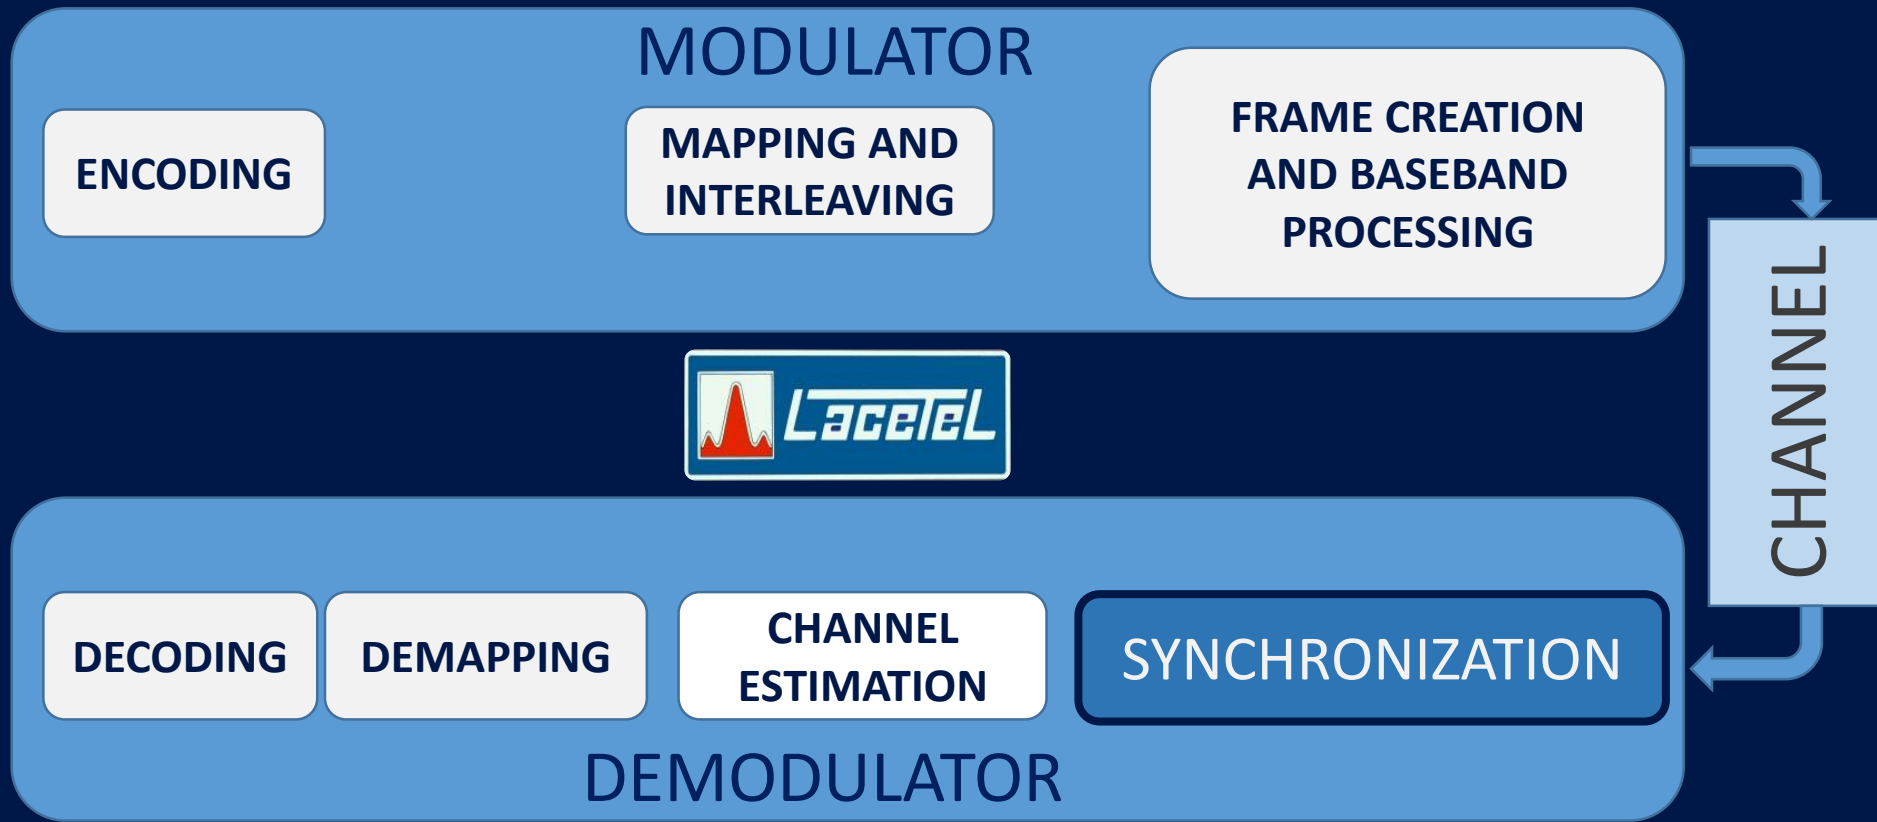 MODULATOR
ENCODING
MAPPING AND
INTERLEAVING
FRAME CREATION
AND BASEBAND
PROCESSING
CHANNEL
LaceTeL
DECODING
DEMAPPING
CHANNEL
ESTIMATION
SYNCHRONIZATION
DEMODULATOR